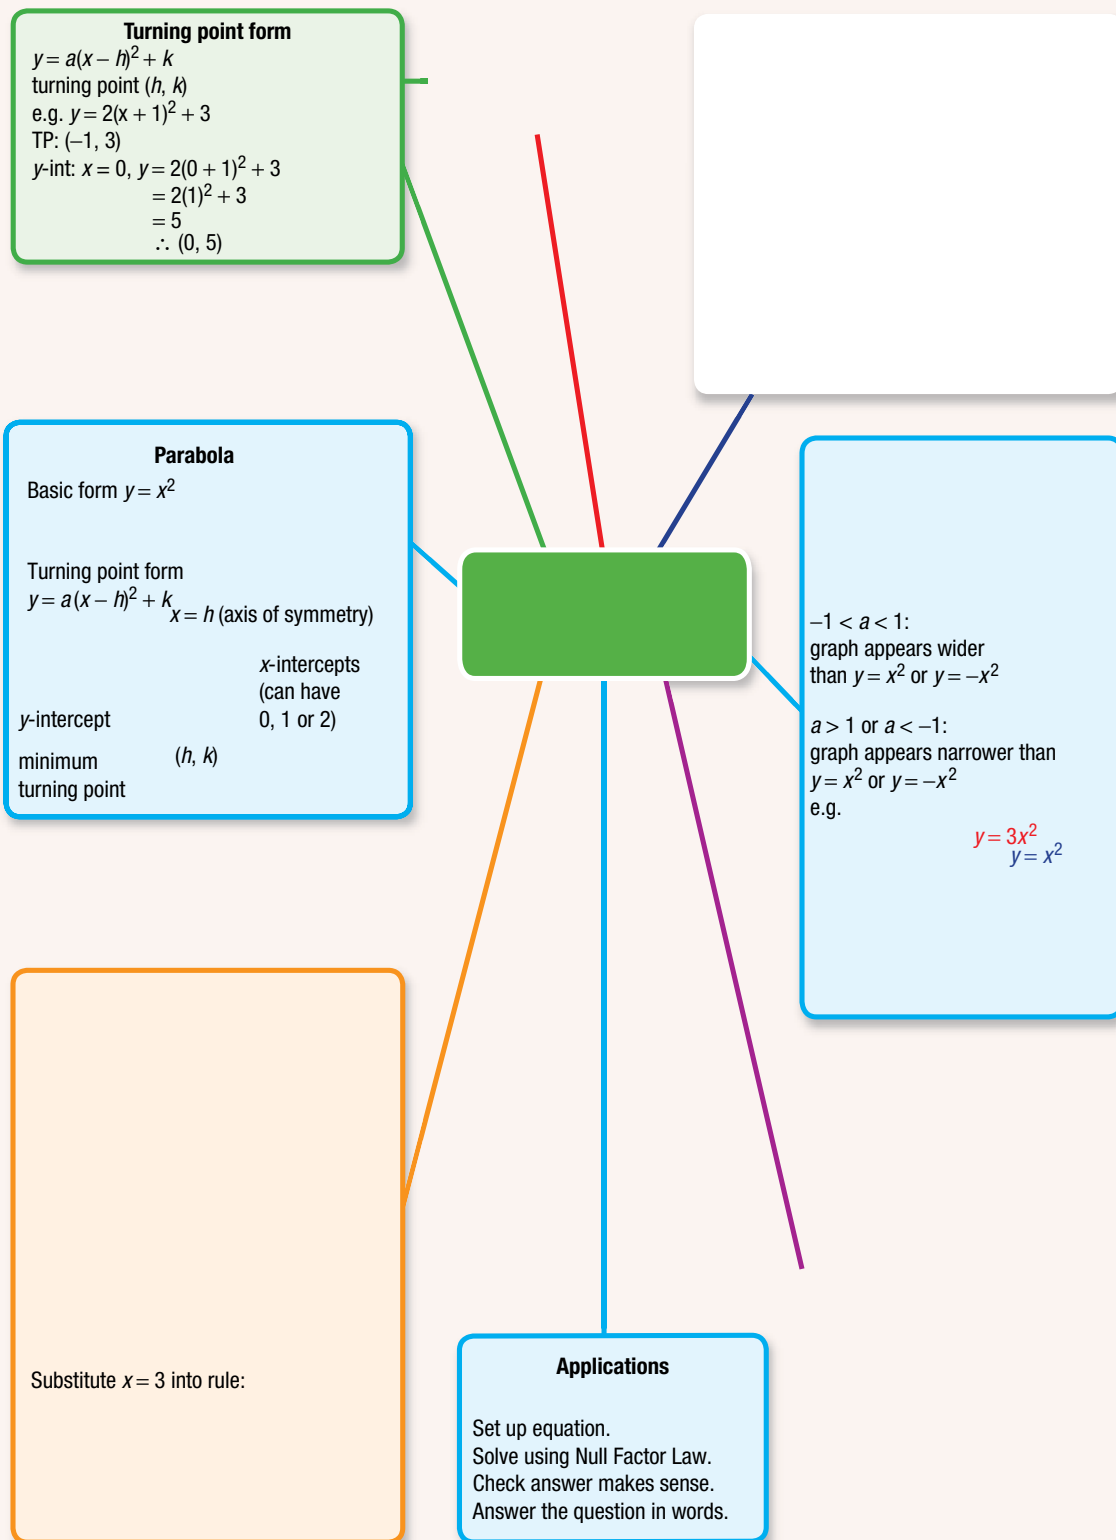 Turning point form
y = a(x – h)² + k
turning point (h, k)
e.g. y = 2(x + 1)² + 3
TP: (–1, 3)
y-int: x = 0, y = 2(0 + 1)² + 3
= 2(1)² + 3
= 5
∴ (0, 5)
Parabola
Basic form y = x²
Turning point form
y = a(x – h)² + k
x = h (axis of symmetry)
x-intercepts
(can have
0, 1 or 2)
y-intercept
(h, k)
minimum
turning point
–1 < a < 1:
graph appears wider
than y = x² or y = –x²
a > 1 or a < –1:
graph appears narrower than
y = x² or y = –x²
e.g.
y = 3x²
y = x²
Substitute x = 3 into rule:
Applications
Set up equation.
Solve using Null Factor Law.
Check answer makes sense.
Answer the question in words.